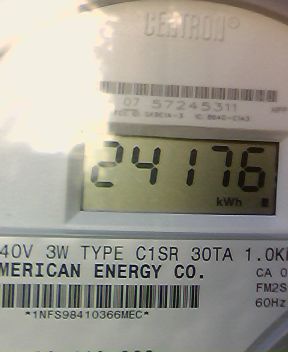 CENTRON®
07 57245311
24176
kWh
40V 3W TYPE C1SR 30TA 1.0K
MERICAN ENERGY CO.
CA 0
FM2S
60Hz
*1NFS98410366MEC*